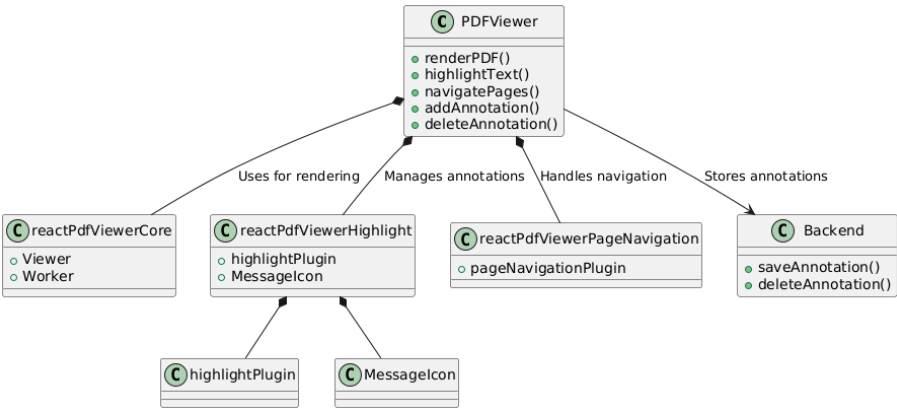 C PDFViewer
renderPDF()
highlightText()
navigatePages()
addAnnotation()
deleteAnnotation()
Uses for rendering
Manages annotations
Handles navigation
Stores annotations
C reactPdfViewerCore
Viewer
Worker
C reactPdfViewerHighlight
highlightPlugin
MessageIcon
C reactPdfViewerPageNavigation
pageNavigationPlugin
C Backend
saveAnnotation()
deleteAnnotation()
C highlightPlugin
C MessageIcon